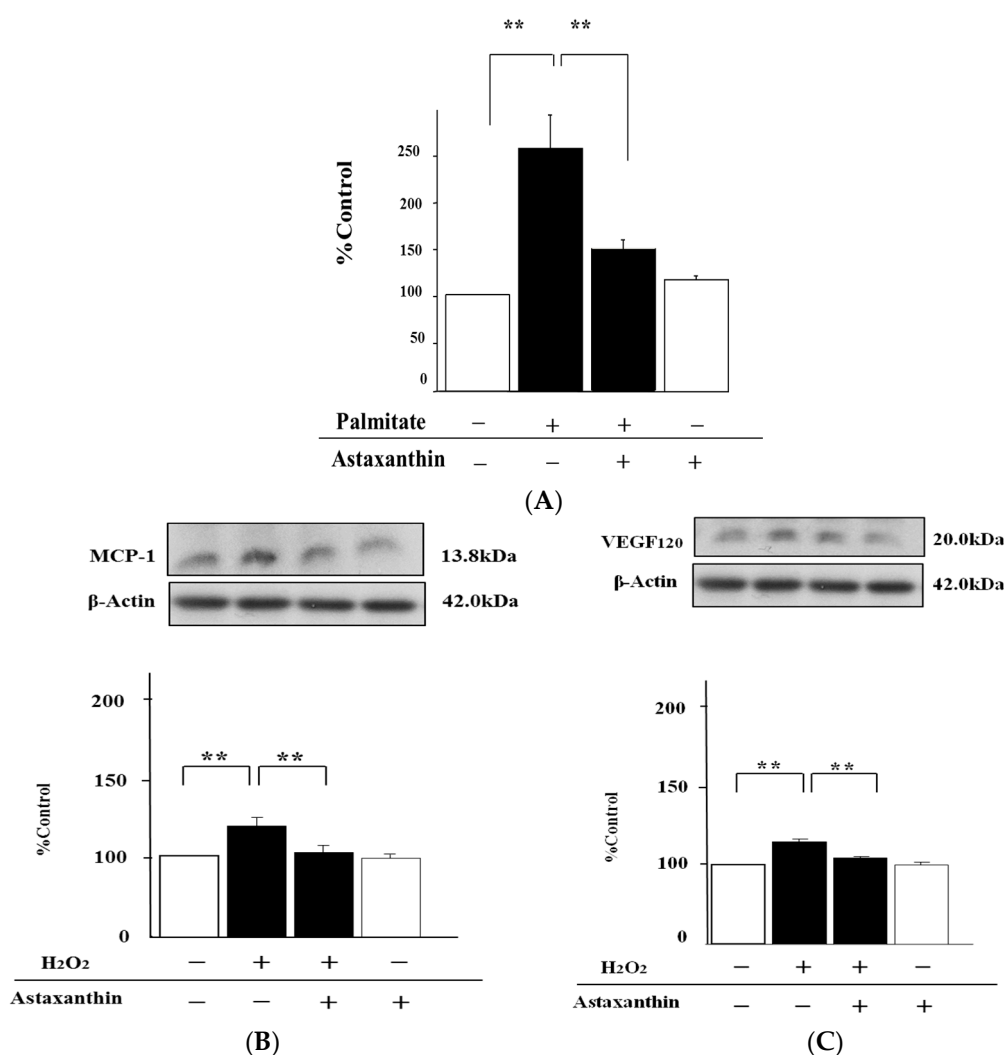 ** **
%Control
250
200
150
100
50
0
Palmitate − + + −
Astaxanthin − − + +
(A)
MCP-1 13.8kDa
β-Actin 42.0kDa
200
150
100
0
%Control
** **
H2O2 − + + −
Astaxanthin − − + +
(B)
VEGF120 20.0kDa
β-Actin 42.0kDa
200
150
100
0
%Control
** **
H2O2 − + + −
Astaxanthin − − + +
(C)